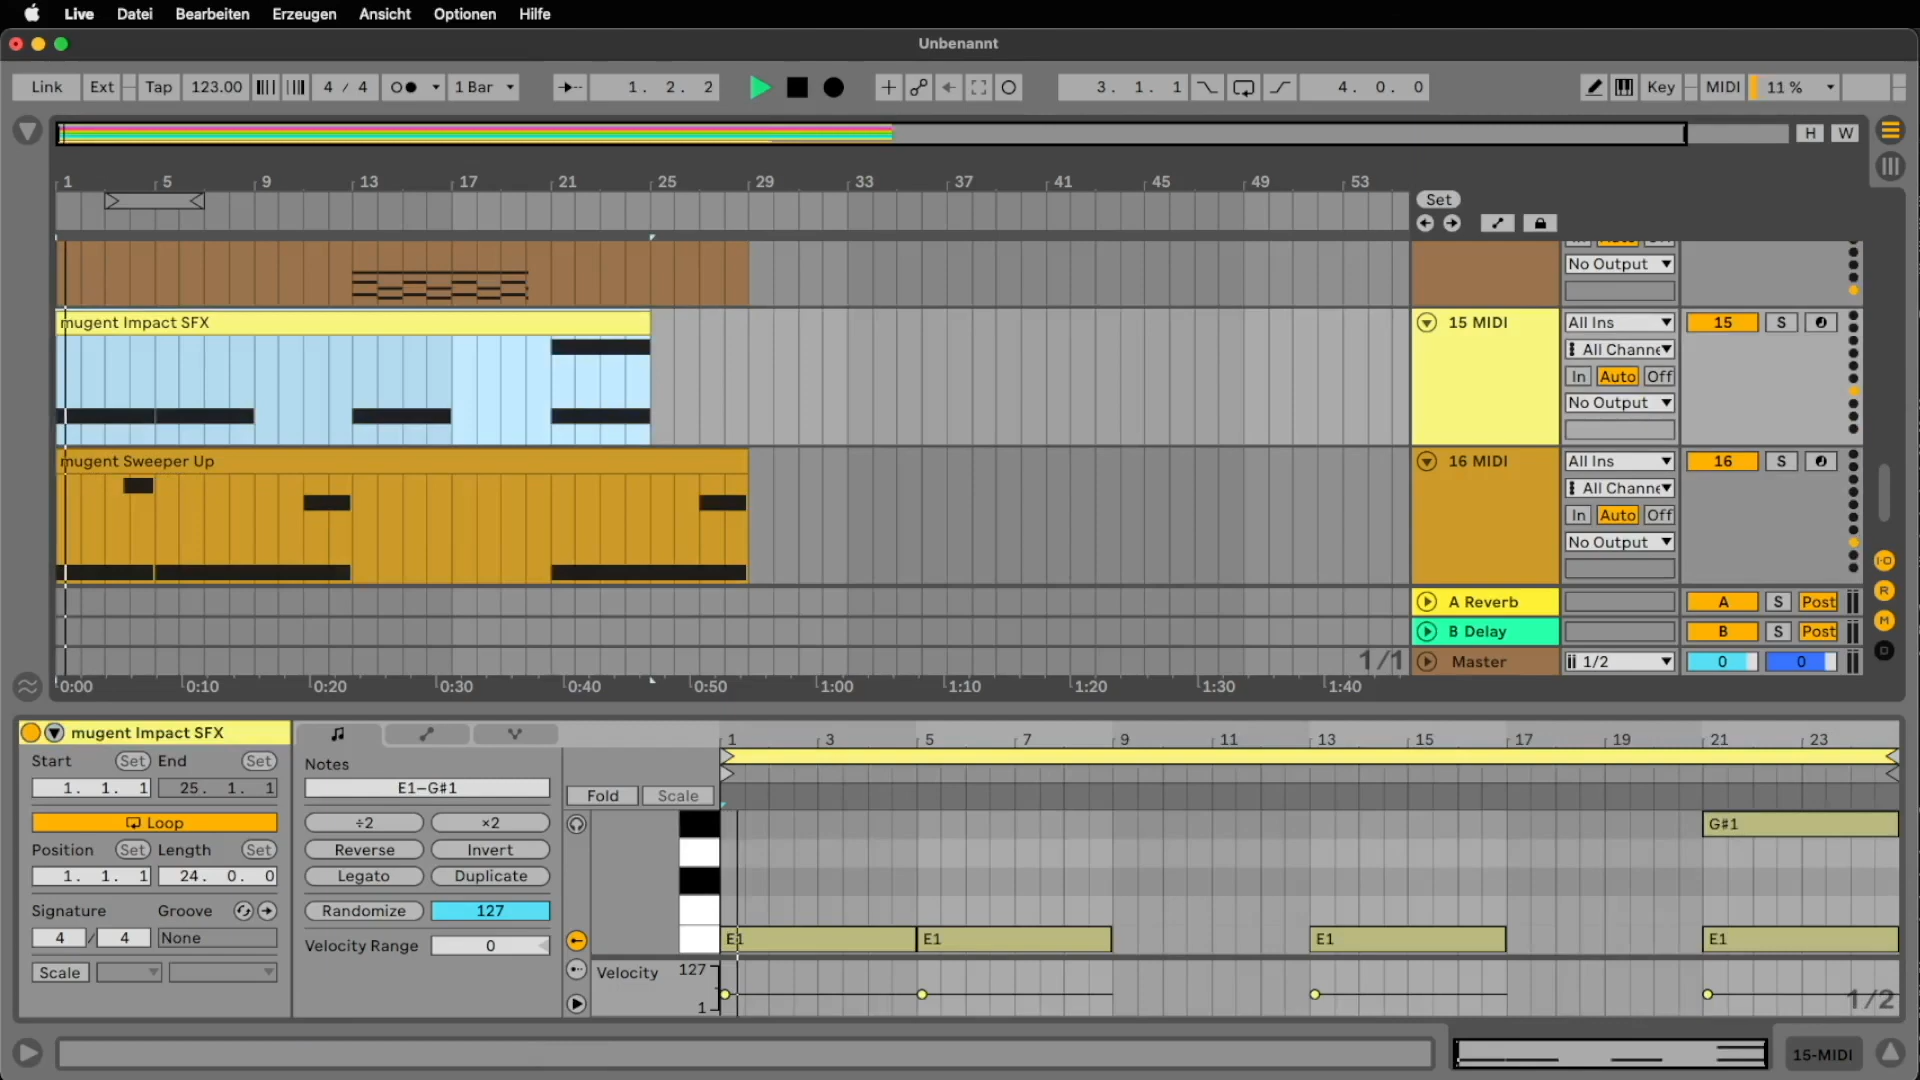 Live Datei Bearbeiten Erzeugen Ansicht Optionen Hilfe
Unbenannt
Link Ext Tap 123.00 4 / 4 1 Bar 1. 2. 2 3. 1. 1 4. 0. 0 Key MIDI 11 %
H W
1 5 9 13 17 21 25 29 33 37 41 45 49 53
Set
No Output
mugent Impact SFX
15 MIDI All Ins 15 S
All Channe
In Auto Off
No Output
mugent Sweeper Up
16 MIDI All Ins 16 S
All Channe
In Auto Off
No Output
I-O
A Reverb A S Post
R
B Delay B S Post
M
1/1 Master 1/2 0 0
D
0:00 0:10 0:20 0:30 0:40 0:50 1:00 1:10 1:20 1:30 1:40
mugent Impact SFX
1 3 5 7 9 11 13 15 17 19 21 23
Start Set End Set
Notes
1. 1. 1 25. 1. 1
E1–G#1
Fold Scale
Loop
÷2 ×2
G#1
Position Set Length Set
Reverse Invert
1. 1. 1 24. 0. 0
Legato Duplicate
Signature Groove
Randomize 127
4 / 4 None
Velocity Range 0
E1 E1 E1 E1
Scale
Velocity 127
1
1/2
15-MIDI